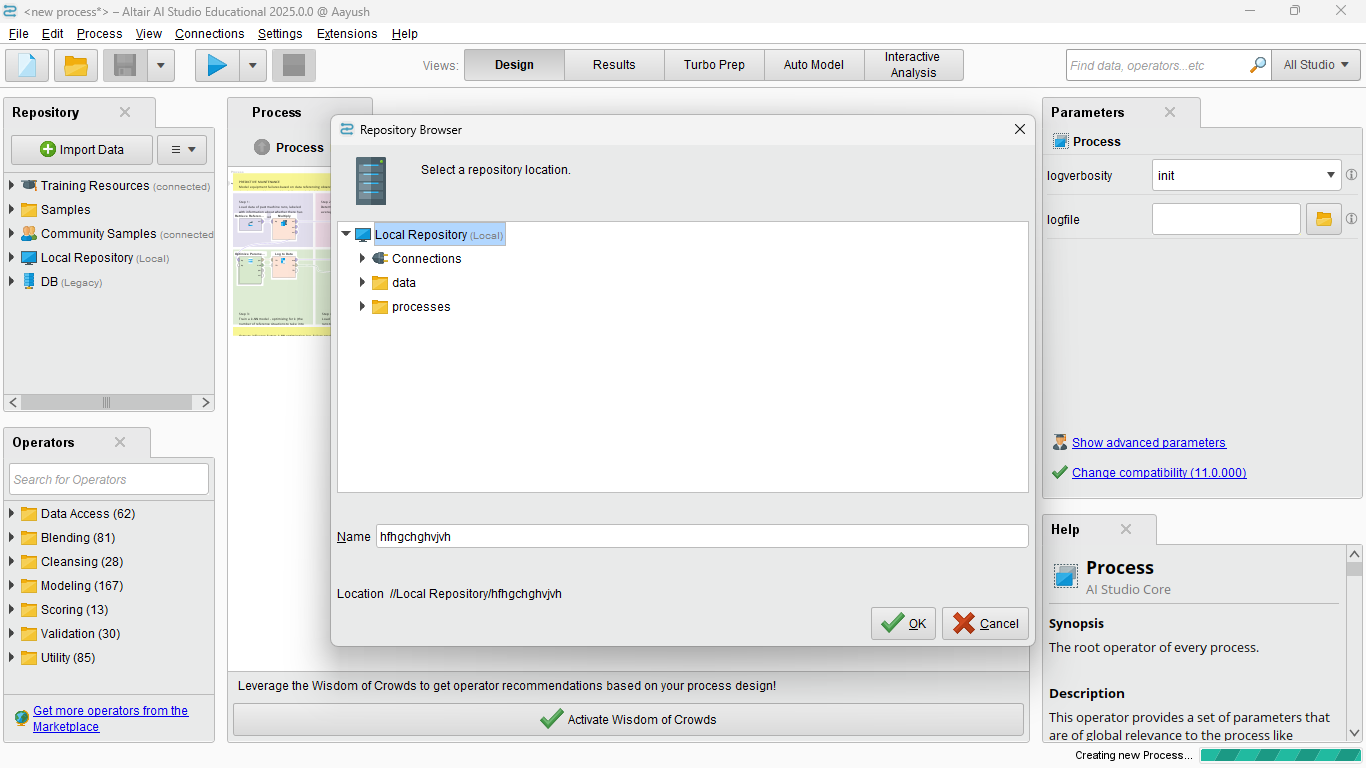 <new process*> – Altair AI Studio Educational 2025.0.0 @ Aayush
File Edit Process View Connections Settings Extensions Help
Views: Design Results Turbo Prep Auto Model Interactive Analysis
Find data, operators...etc
All Studio
Repository
Import Data
Training Resources (connected)
Samples
Community Samples (connected
Local Repository (Local)
DB (Legacy)
Operators
Search for Operators
Data Access (62)
Blending (81)
Cleansing (28)
Modeling (167)
Scoring (13)
Validation (30)
Utility (85)
Get more operators from the
Marketplace
Process
Process
Repository Browser
Select a repository location.
Local Repository (Local)
Connections
data
processes
Name hfhgchghvjvh
Location //Local Repository/hfhgchghvjvh
OK
Cancel
Leverage the Wisdom of Crowds to get operator recommendations based on your process design!
Activate Wisdom of Crowds
Parameters
Process
logverbosity init
logfile
Show advanced parameters
Change compatibility (11.0.000)
Help
Process
AI Studio Core
Synopsis
The root operator of every process.
Description
This operator provides a set of parameters that
are of global relevance to the process like
Creating new Process...